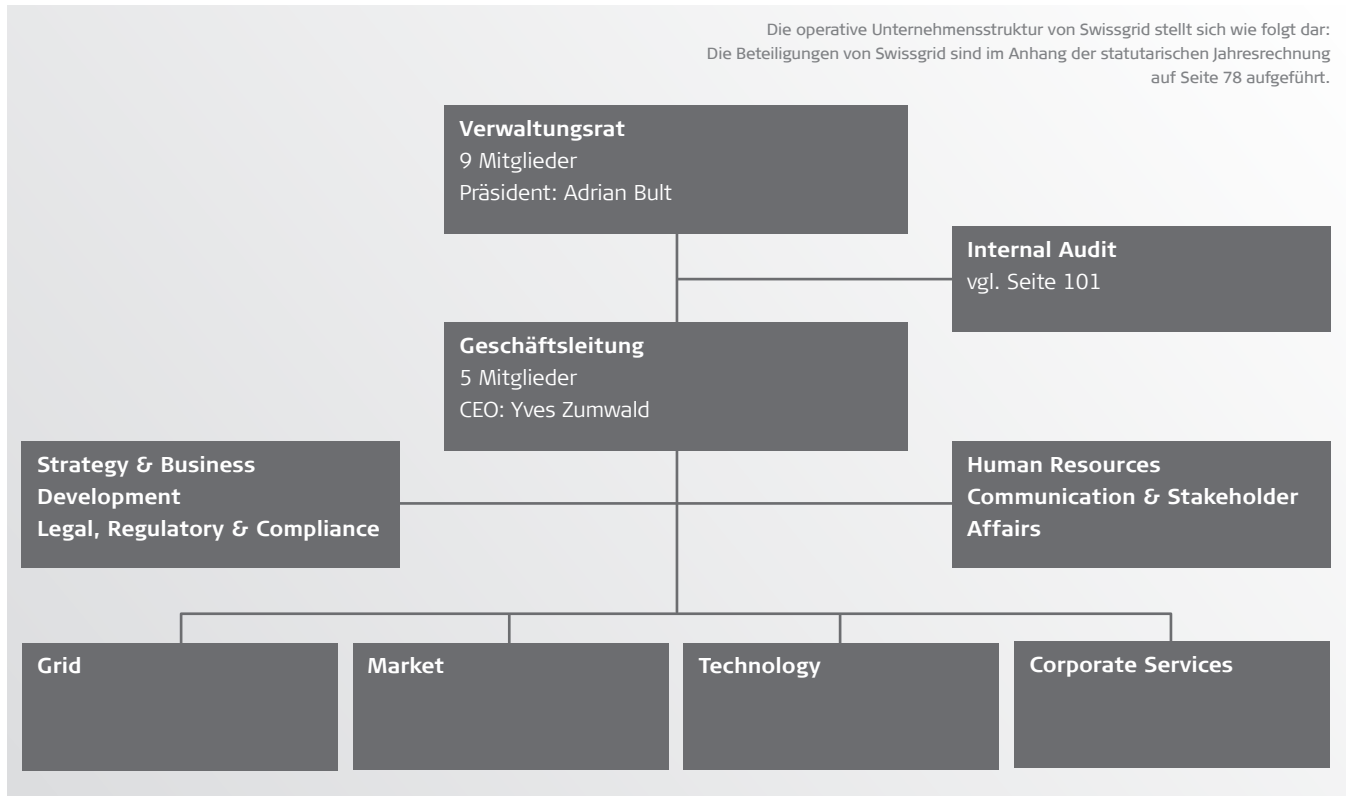 Die operative Unternehmensstruktur von Swissgrid stellt sich wie folgt dar:
Die Beteiligungen von Swissgrid sind im Anhang der statutarischen Jahresrechnung
auf Seite 78 aufgeführt.
Verwaltungsrat
9 Mitglieder
Präsident: Adrian Bult
Internal Audit
vgl. Seite 101
Geschäftsleitung
5 Mitglieder
CEO: Yves Zumwald
Strategy & Business
Development
Legal, Regulatory & Compliance
Human Resources
Communication & Stakeholder
Affairs
Grid
Market
Technology
Corporate Services